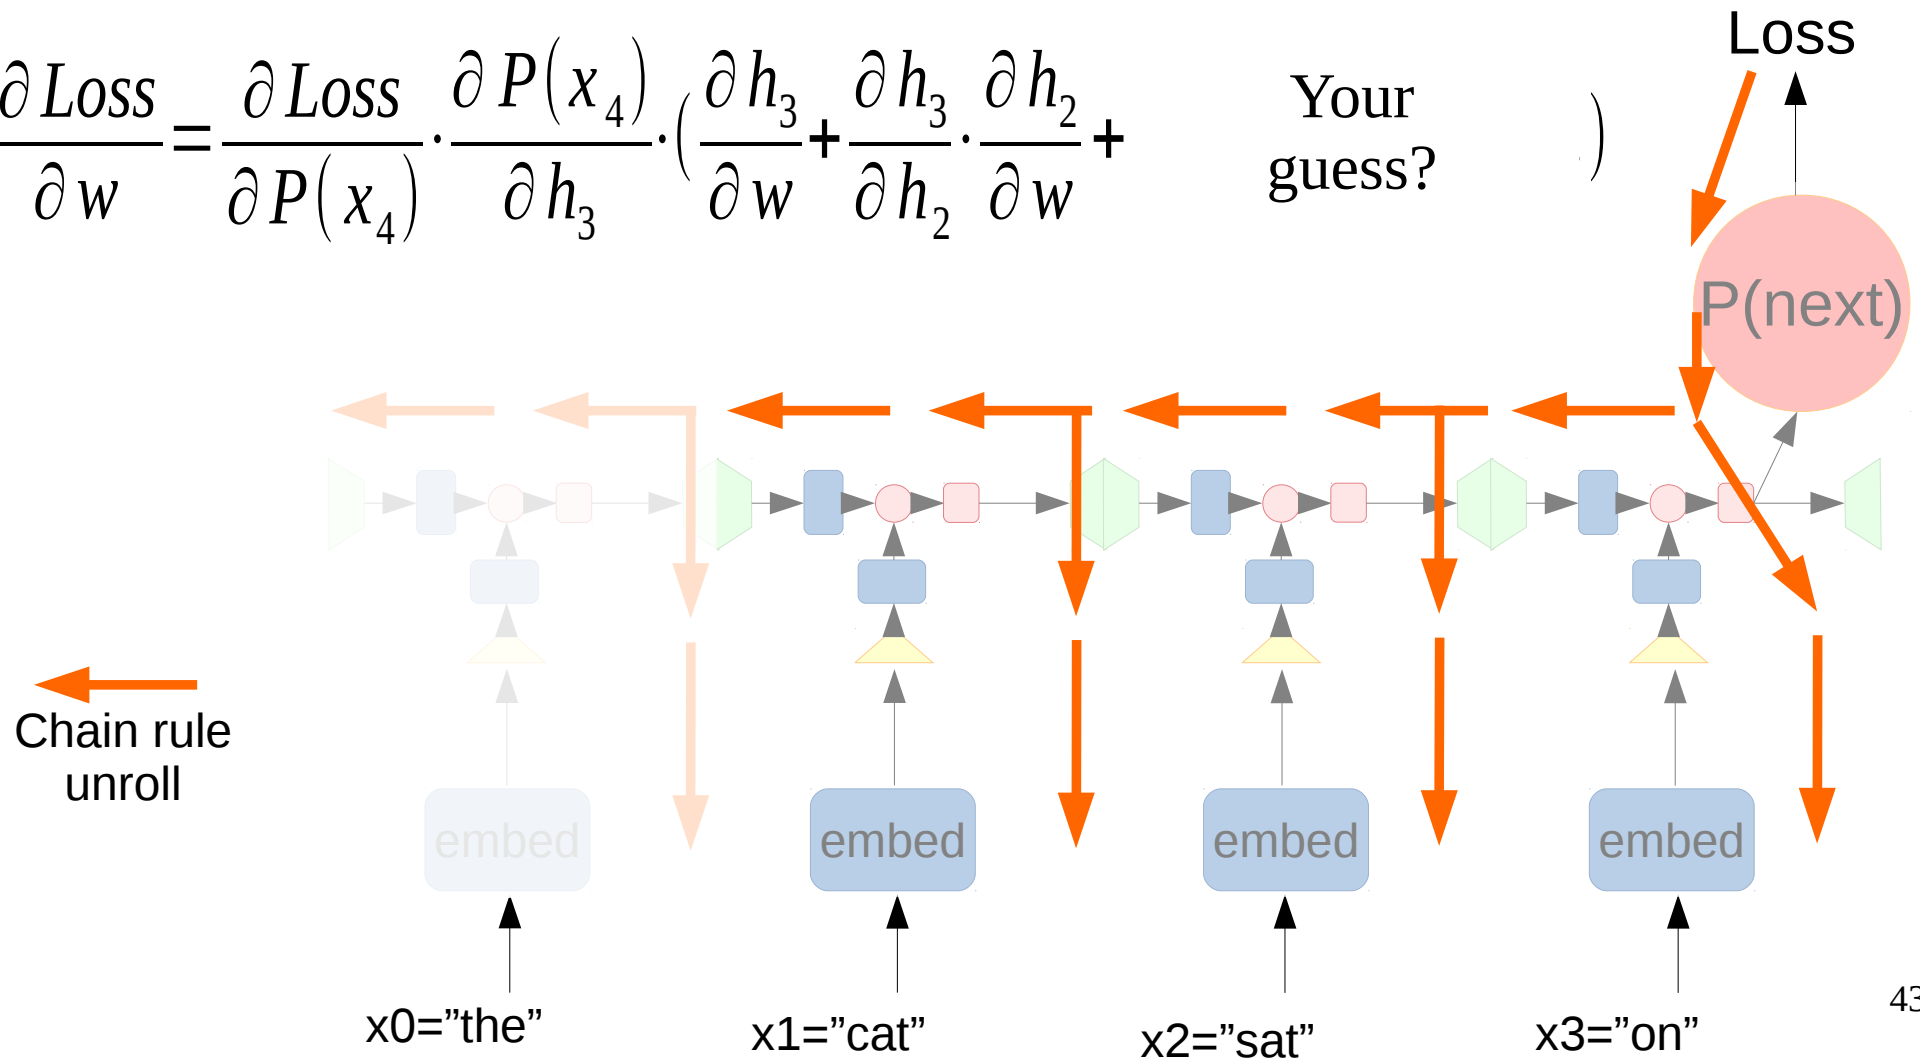 Loss
∂Loss/∂w = ∂Loss/∂P(x₄) · ∂P(x₄)/∂h₃ · (∂h₃/∂w + ∂h₃/∂h₂ · ∂h₂/∂w + Your guess? )
P(next)
Chain rule
unroll
embed embed embed embed
x0=”the” x1=”cat” x2=”sat” x3=”on”
43